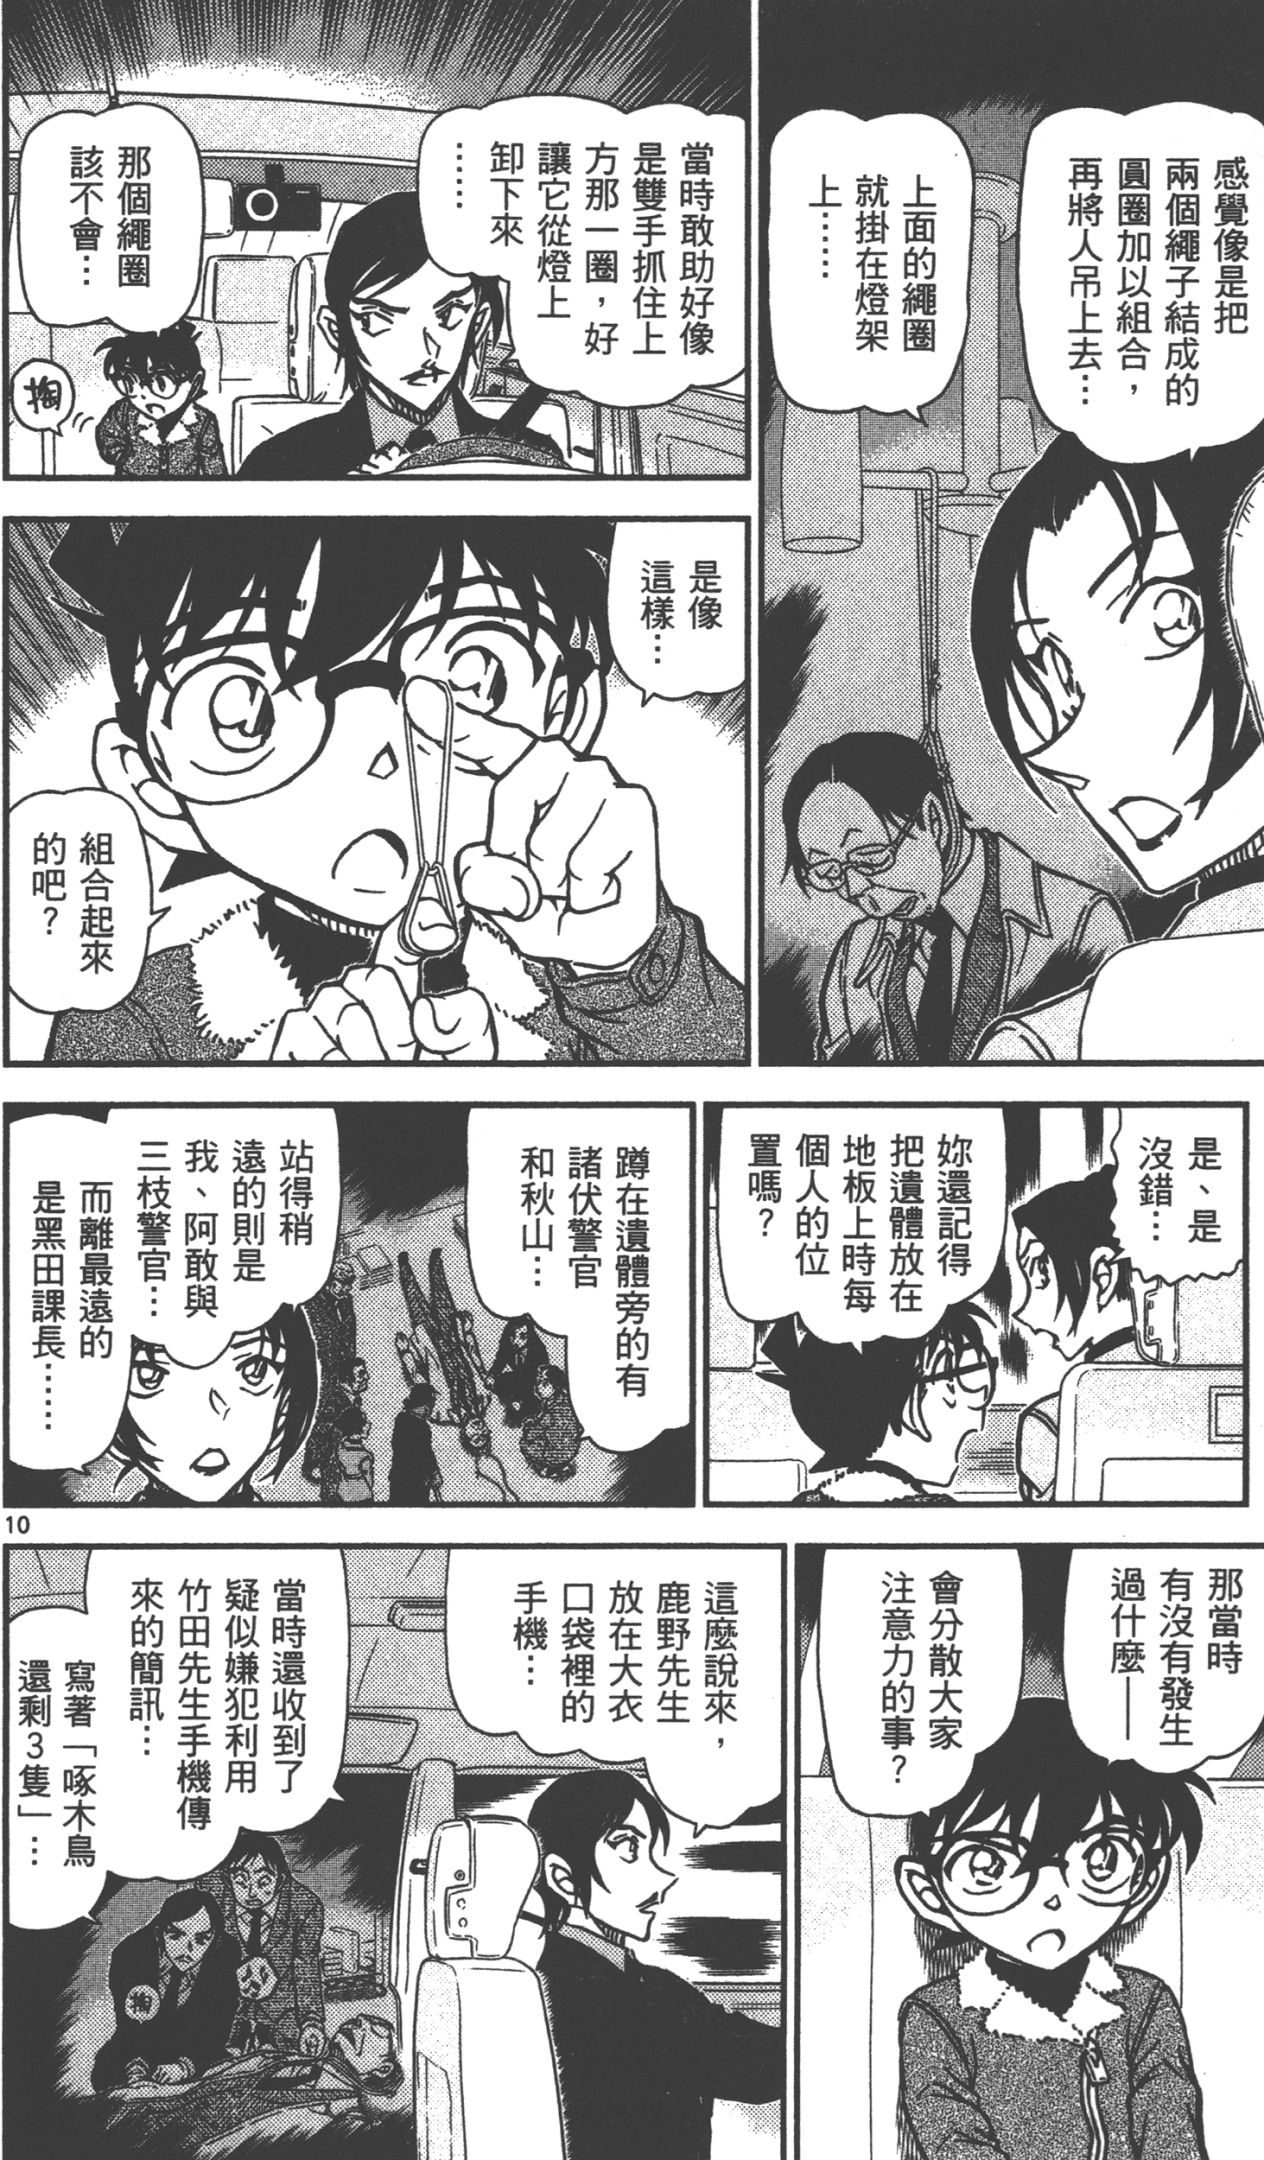 感覺像是把
兩個繩子結成的
圓圈加以組合，
再將人吊上去…
上面的繩圈
就掛在燈架
上……
當時敢助好像
是雙手抓住上
方那一圈，好
讓它從燈上
卸下來
……
那個繩圈
該不會…
掏
是像
這樣…
組合起來
的吧？
是、是
沒錯…
妳還記得
把遺體放在
地板上時每
個人的位
置嗎？
蹲在遺體旁的有
諸伏警官
和秋山…
站得稍
遠的則是
我、阿敢與
三枝警官…
而離最遠的
是黑田課長……
10
那當時
有沒有發生
過什麼——
會分散大家
注意力的事？
這麼說來，
鹿野先生
放在大衣
口袋裡的
手機…
當時還收到了
疑似嫌犯利用
竹田先生手機傳
來的簡訊…
寫著「啄木鳥
還剩3隻」…